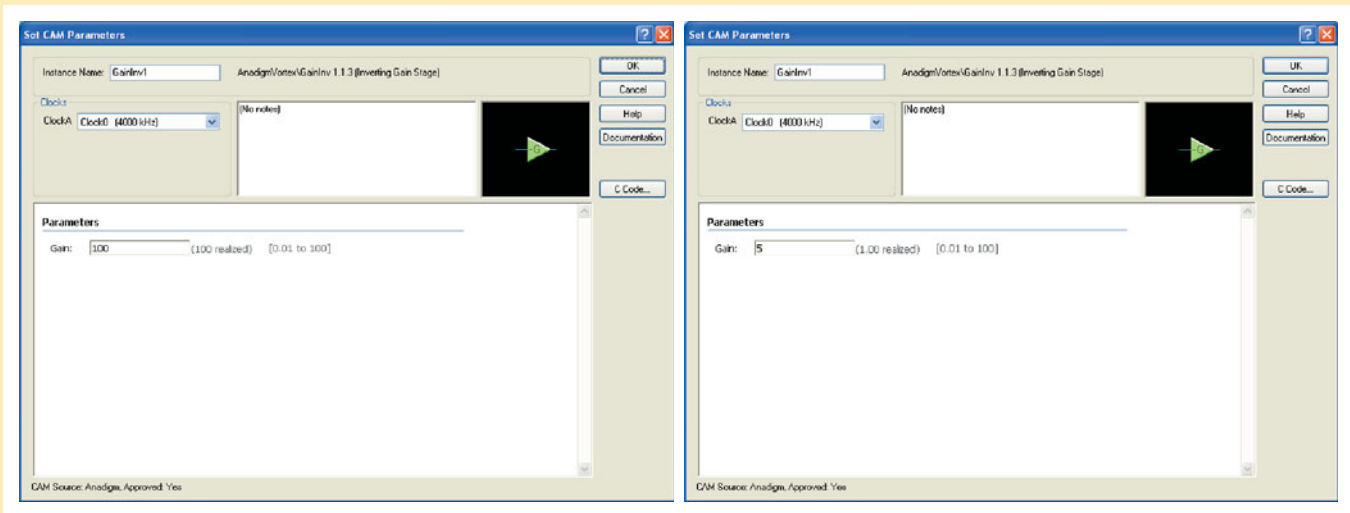 Set CAM Parameters
Instance Name: GainInv1 AnadigmVortex\GainInv 1.1.3 (Inverting Gain Stage)
OK
Cancel
Help
Documentation
C Code...
Clocks
ClockA Clock0 (4000 kHz)
(No notes)
-G-
Parameters
Gain: 100 (100 realized) [0.01 to 100]
CAM Source: Anadigm, Approved: Yes
Set CAM Parameters
Instance Name: GainInv1 AnadigmVortex\GainInv 1.1.3 (Inverting Gain Stage)
OK
Cancel
Help
Documentation
C Code...
Clocks
ClockA Clock0 (4000 kHz)
(No notes)
-G-
Parameters
Gain: 5 (1.00 realized) [0.01 to 100]
CAM Source: Anadigm, Approved: Yes